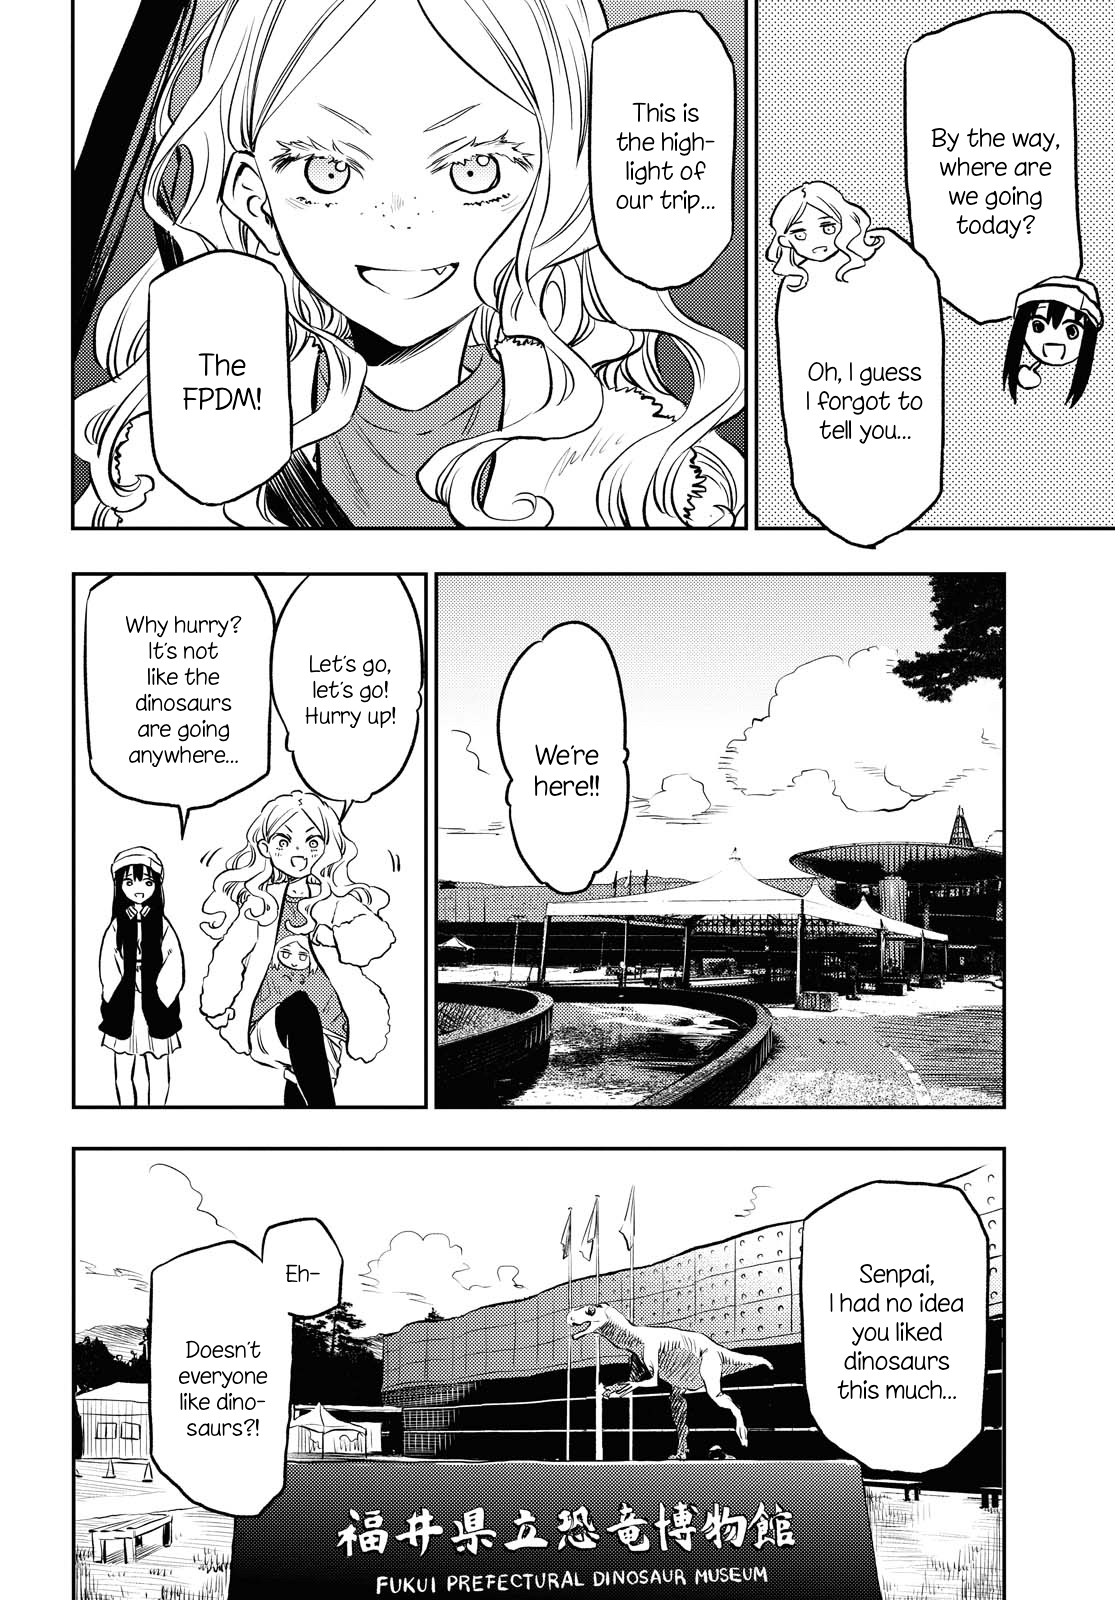 By the way,
where are
we going
today?
Oh, I guess
I forgot to
tell you...
This is
the high-
light of
our trip...
The
FPDM!
We're
here!!
Let's go,
let's go!
Hurry up!
Why hurry?
It's not
like the
dinosaurs
are going
anywhere...
Senpai,
I had no idea
you liked
dinosaurs
this much...
Eh-
Doesn't
everyone
like dino-
saurs?!
福井県立恐竜博物館
FUKUI PREFECTURAL DINOSAUR MUSEUM